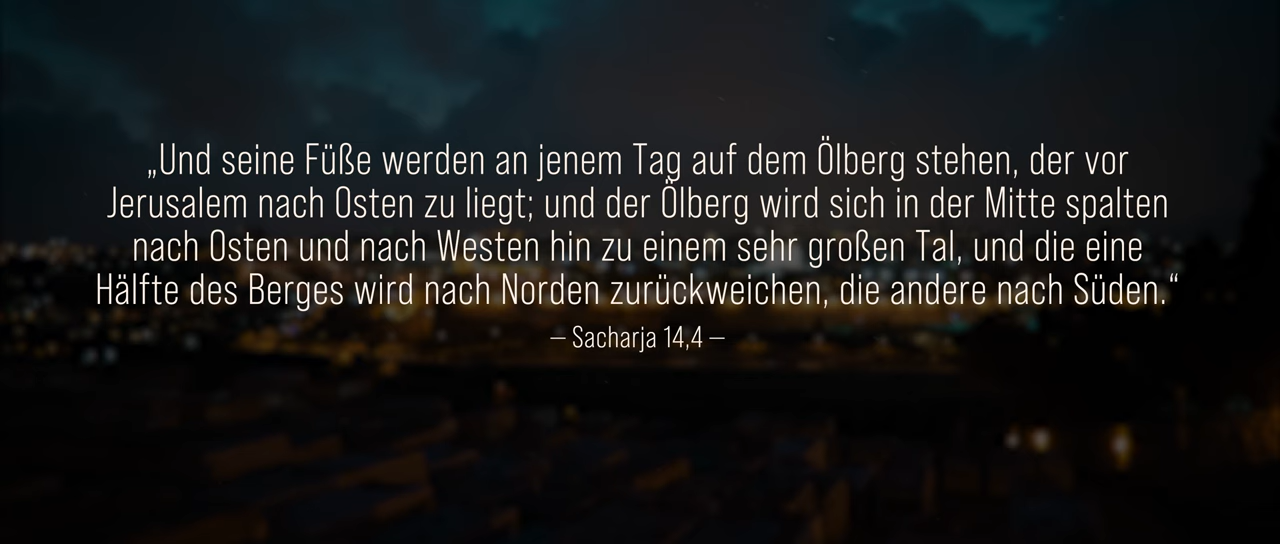 „Und seine Füße werden an jenem Tag auf dem Ölberg stehen, der vor
Jerusalem nach Osten zu liegt; und der Ölberg wird sich in der Mitte spalten
nach Osten und nach Westen hin zu einem sehr großen Tal, und die eine
Hälfte des Berges wird nach Norden zurückweichen, die andere nach Süden.“
– Sacharja 14,4 –